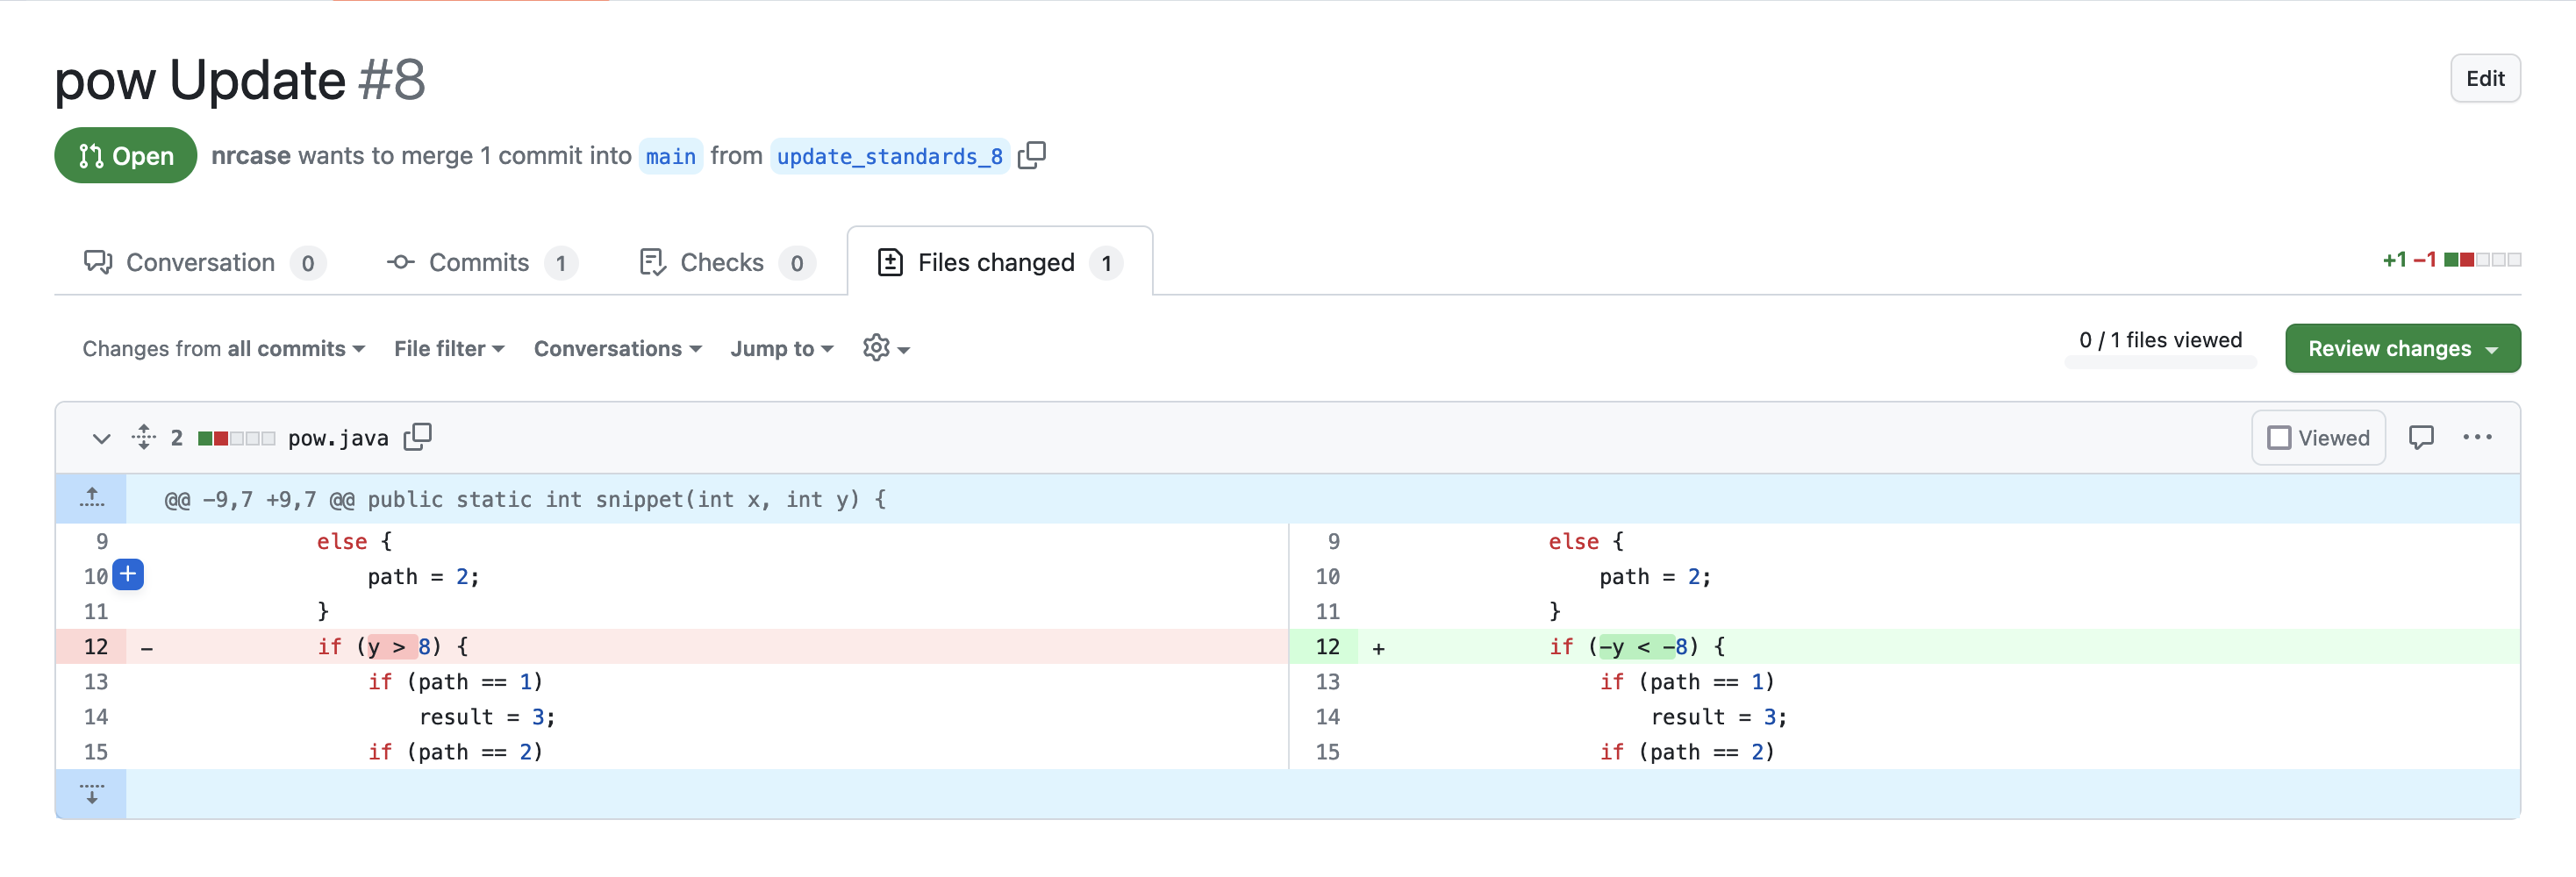 pow Update #8
Edit
Open nrcase wants to merge 1 commit into main from update_standards_8
Conversation 0 Commits 1 Checks 0 Files changed 1 +1 −1
Changes from all commits File filter Conversations Jump to 0 / 1 files viewed Review changes
2 pow.java Viewed
@@ -9,7 +9,7 @@ public static int snippet(int x, int y) {
9 else {
10 path = 2;
11 }
12 - if (y > 8) {
13 if (path == 1)
14 result = 3;
15 if (path == 2)
9 else {
10 path = 2;
11 }
12 + if (-y < -8) {
13 if (path == 1)
14 result = 3;
15 if (path == 2)